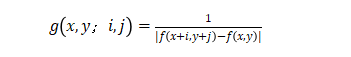 g(x,y; i,j) = 1 / |f(x+i,y+j)−f(x,y)|